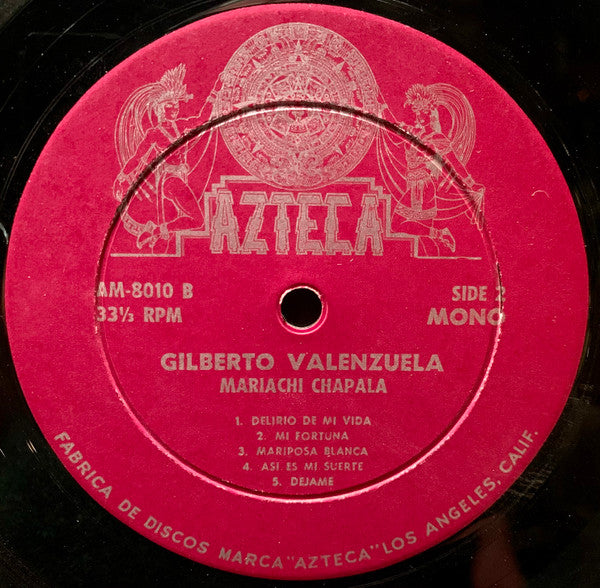 AZTECA
AM-8010 B
33⅓ RPM
SIDE 2
MONO
GILBERTO VALENZUELA
MARIACHI CHAPALA
1. DELIRIO DE MI VIDA
2. MI FORTUNA
3. MARIPOSA BLANCA
4. ASI ES MI SUERTE
5. DEJAME
FABRICA DE DISCOS MARCA "AZTECA" LOS ANGELES, CALIF.